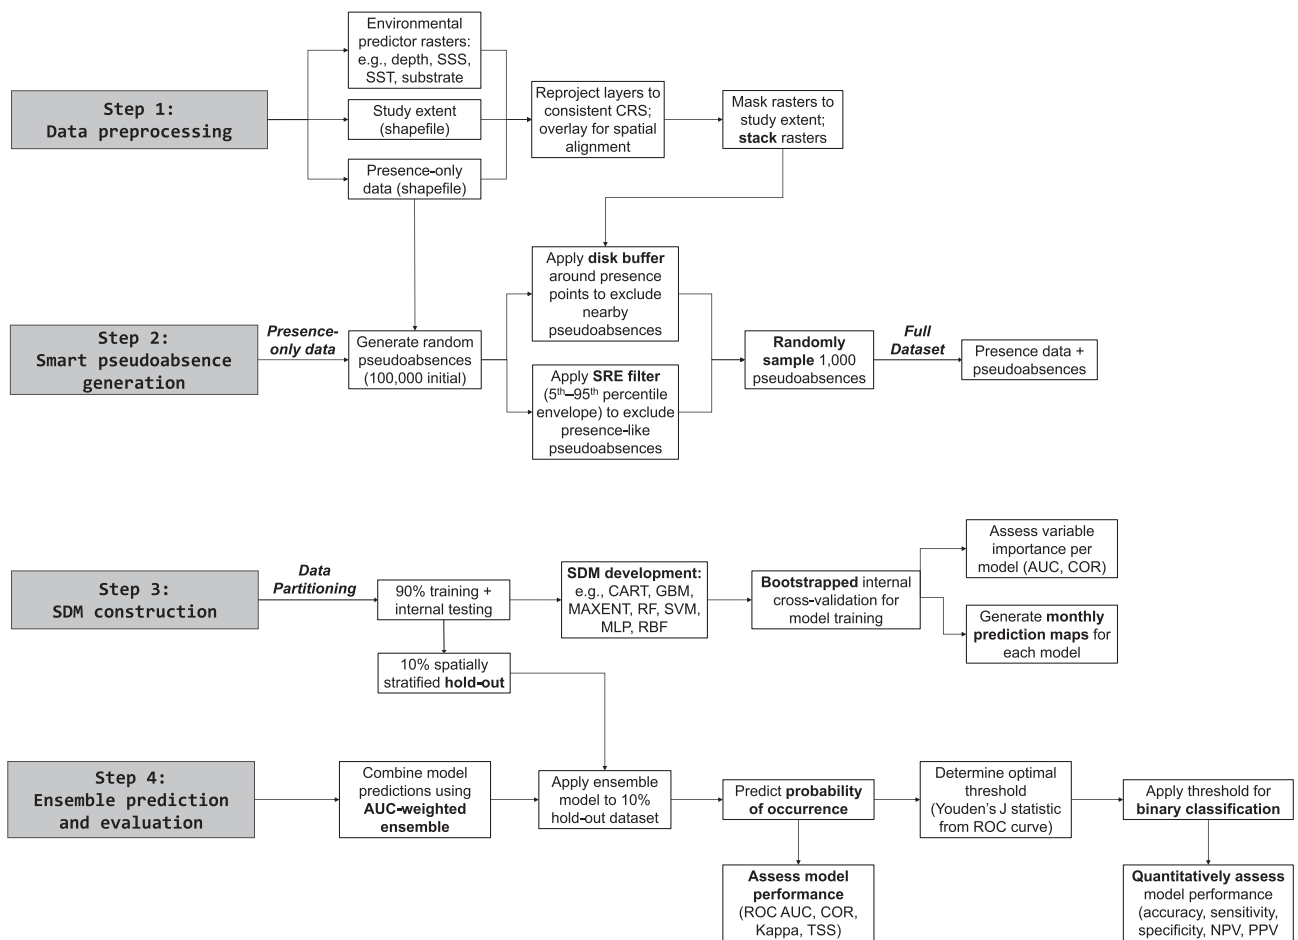 Environmental
predictor rasters:
e.g., depth, SSS,
SST, substrate
Step 1:
Data preprocessing
Study extent
(shapefile)
Presence-only
data (shapefile)
Reproject layers to
consistent CRS;
overlay for spatial
alignment
Mask rasters to
study extent;
stack rasters
Step 2:
Smart pseudoabsence
generation
Presence-
only data
Generate random
pseudoabsences
(100,000 initial)
Apply disk buffer
around presence
points to exclude
nearby
pseudoabsences
Apply SRE filter
(5th–95th percentile
envelope) to exclude
presence-like
pseudoabsences
Randomly
sample 1,000
pseudoabsences
Full
Dataset
Presence data +
pseudoabsences
Step 3:
SDM construction
Data
Partitioning
90% training +
internal testing
10% spatially
stratified hold-out
SDM development:
e.g., CART, GBM,
MAXENT, RF, SVM,
MLP, RBF
Bootstrapped internal
cross-validation for
model training
Assess variable
importance per
model (AUC, COR)
Generate monthly
prediction maps for
each model
Step 4:
Ensemble prediction
and evaluation
Combine model
predictions using
AUC-weighted
ensemble
Apply ensemble
model to 10%
hold-out dataset
Predict probability
of occurrence
Determine optimal
threshold
(Youden's J statistic
from ROC curve)
Apply threshold for
binary classification
Assess model
performance
(ROC AUC, COR,
Kappa, TSS)
Quantitatively assess
model performance
(accuracy, sensitivity,
specificity, NPV, PPV